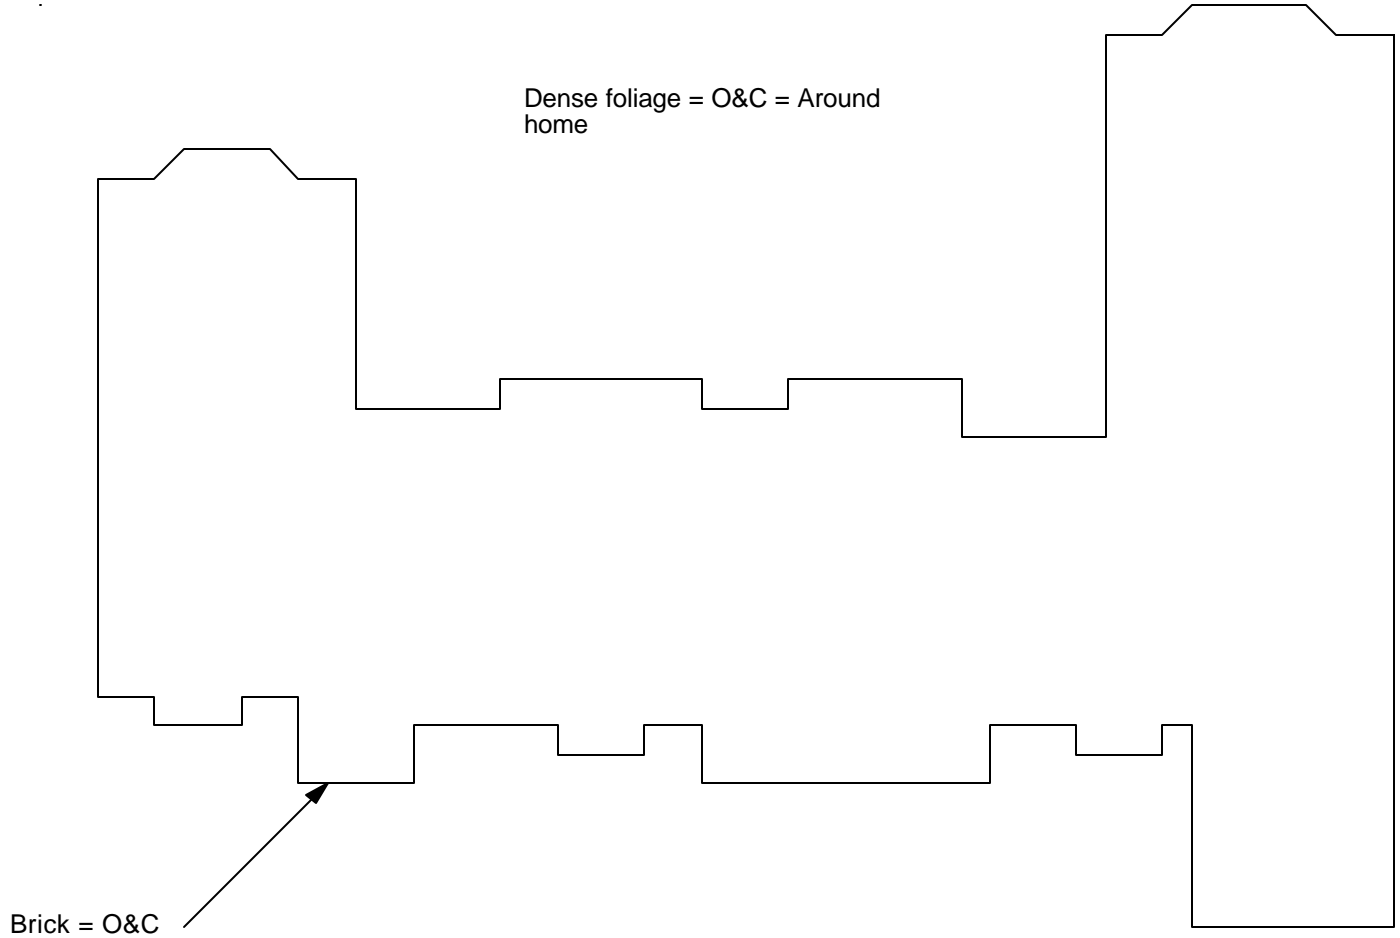 Dense foliage = O&C = Around
home
Brick = O&C